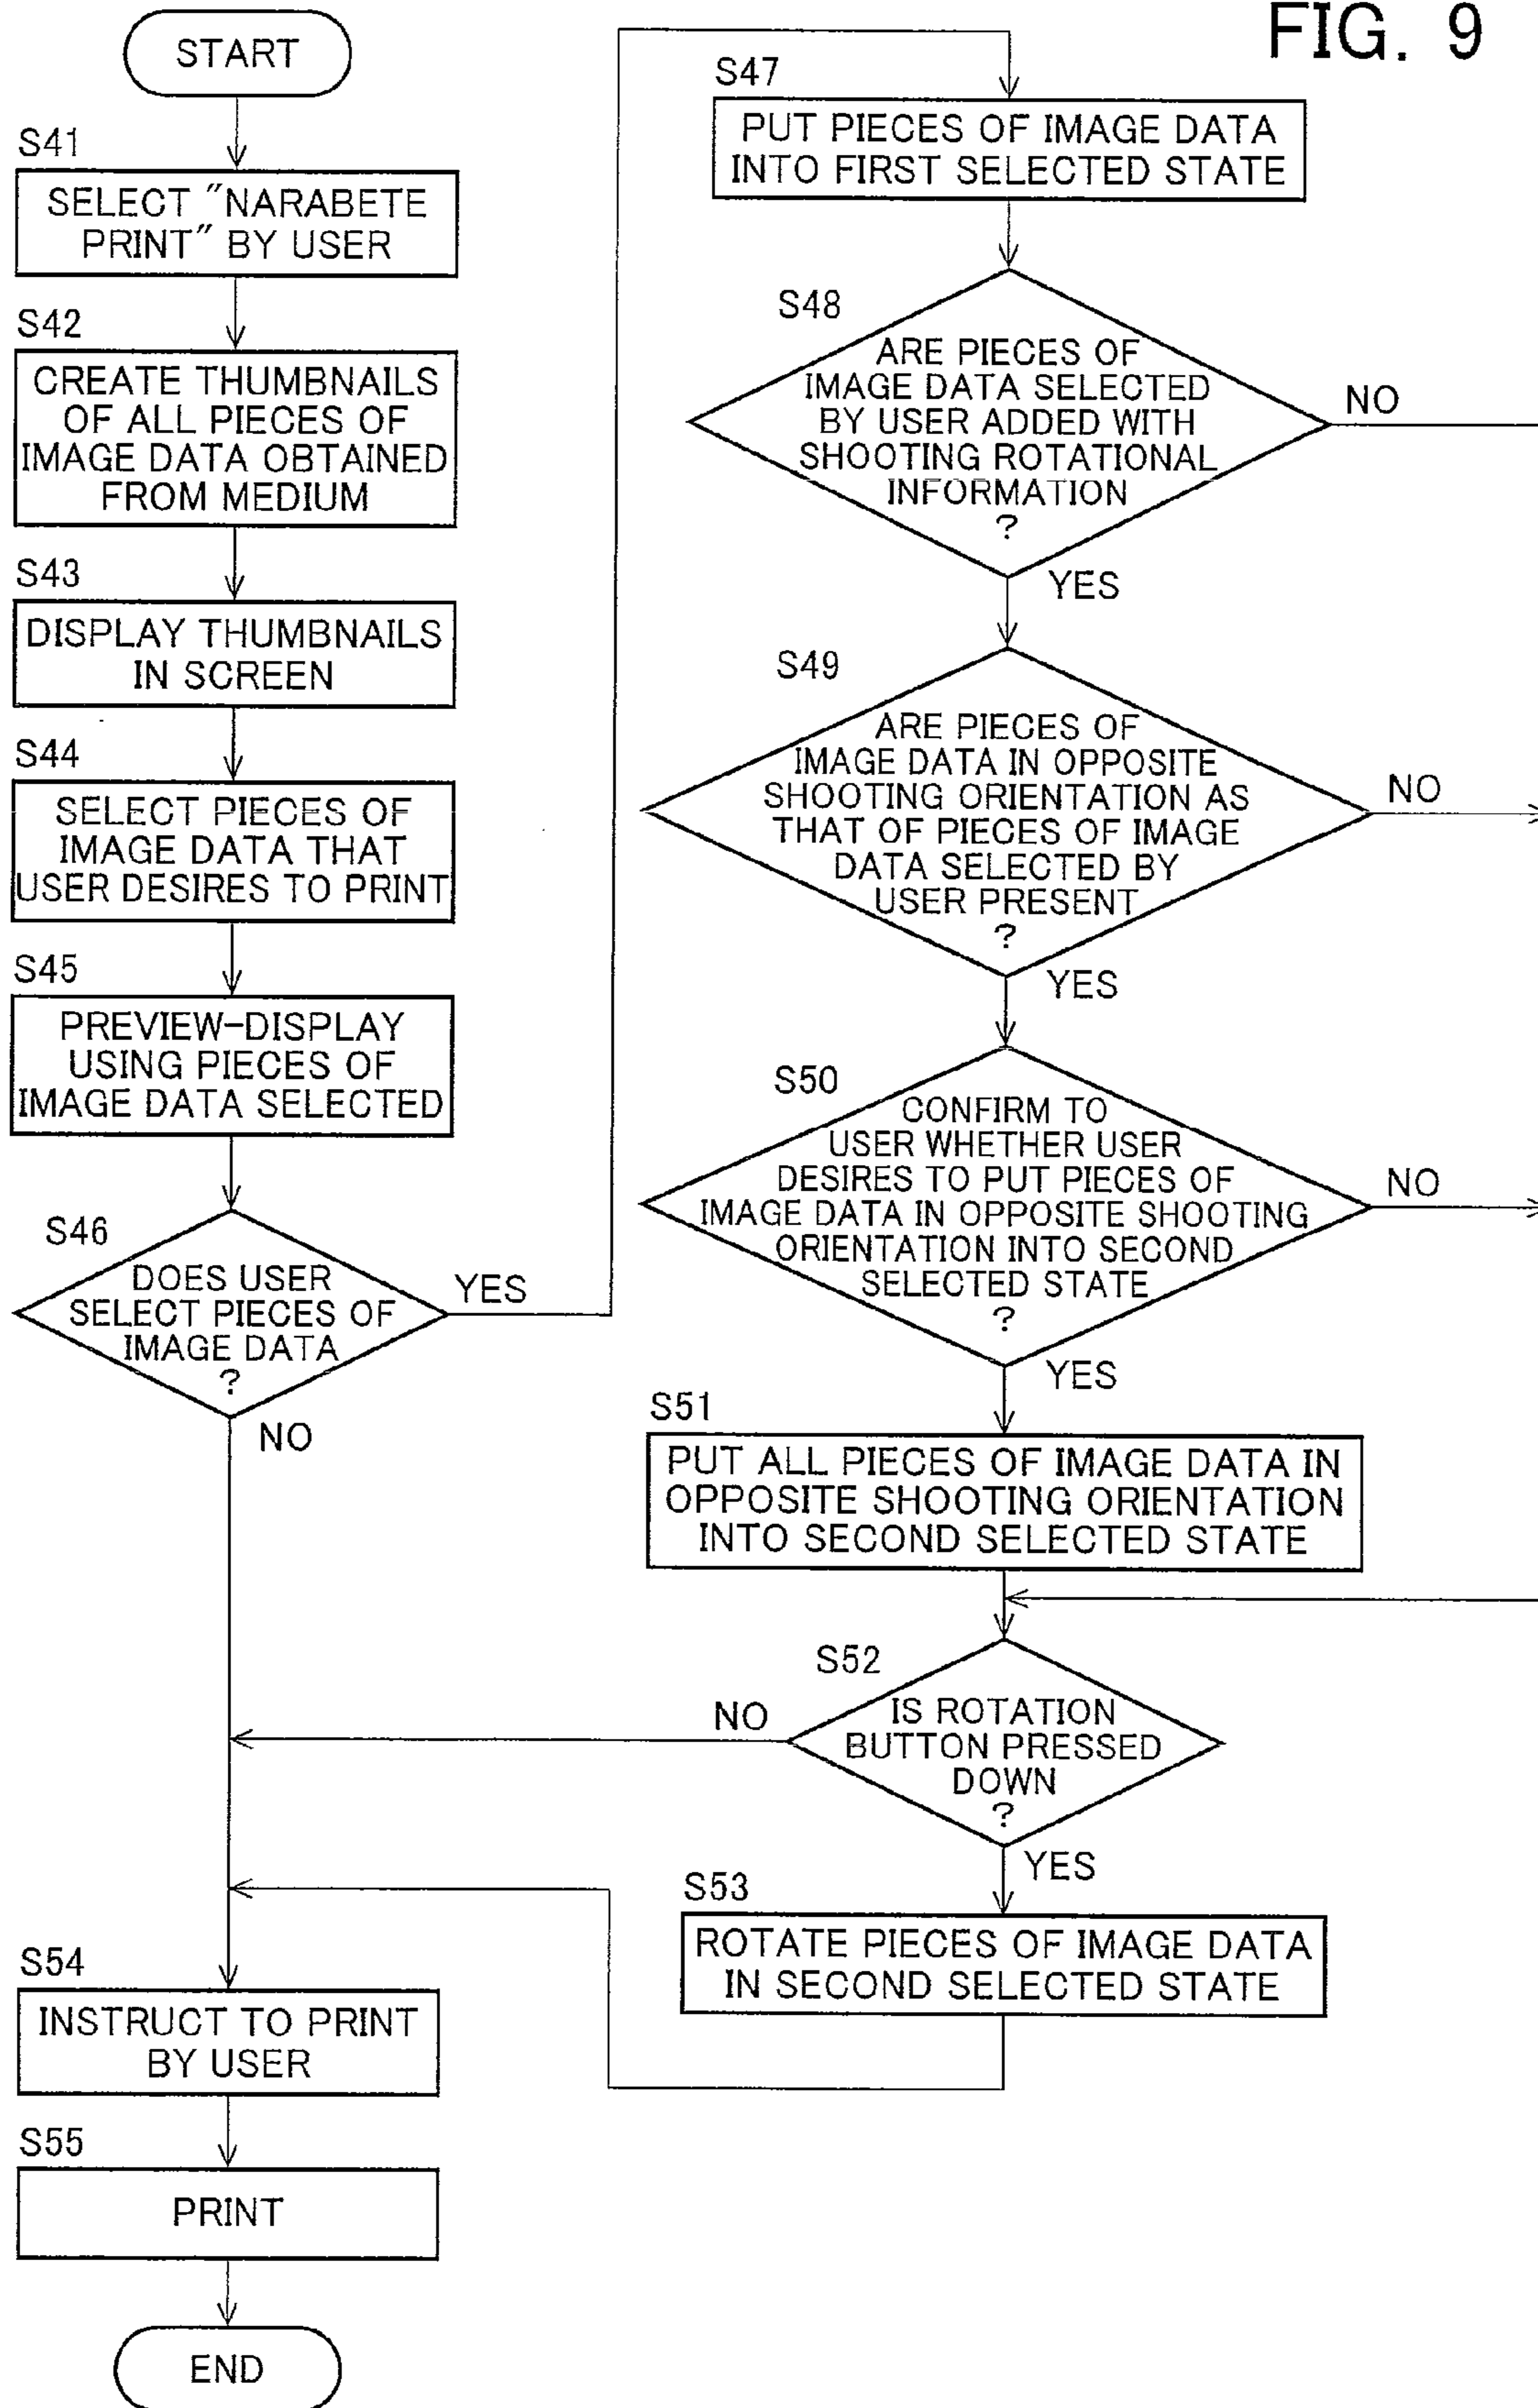 FIG. 9
START
S41
SELECT "NARABETE
PRINT" BY USER
S42
CREATE THUMBNAILS
OF ALL PIECES OF
IMAGE DATA OBTAINED
FROM MEDIUM
S43
DISPLAY THUMBNAILS
IN SCREEN
S44
SELECT PIECES OF
IMAGE DATA THAT
USER DESIRES TO PRINT
S45
PREVIEW-DISPLAY
USING PIECES OF
IMAGE DATA SELECTED
S46
DOES USER
SELECT PIECES OF
IMAGE DATA
?
YES
NO
S47
PUT PIECES OF IMAGE DATA
INTO FIRST SELECTED STATE
S48
ARE PIECES OF
IMAGE DATA SELECTED
BY USER ADDED WITH
SHOOTING ROTATIONAL
INFORMATION
?
NO
YES
S49
ARE PIECES OF
IMAGE DATA IN OPPOSITE
SHOOTING ORIENTATION AS
THAT OF PIECES OF IMAGE
DATA SELECTED BY
USER PRESENT
?
NO
YES
S50
CONFIRM TO
USER WHETHER USER
DESIRES TO PUT PIECES OF
IMAGE DATA IN OPPOSITE SHOOTING
ORIENTATION INTO SECOND
SELECTED STATE
?
NO
YES
S51
PUT ALL PIECES OF IMAGE DATA IN
OPPOSITE SHOOTING ORIENTATION
INTO SECOND SELECTED STATE
S52
IS ROTATION
BUTTON PRESSED
DOWN
?
NO
YES
S53
ROTATE PIECES OF IMAGE DATA
IN SECOND SELECTED STATE
S54
INSTRUCT TO PRINT
BY USER
S55
PRINT
END